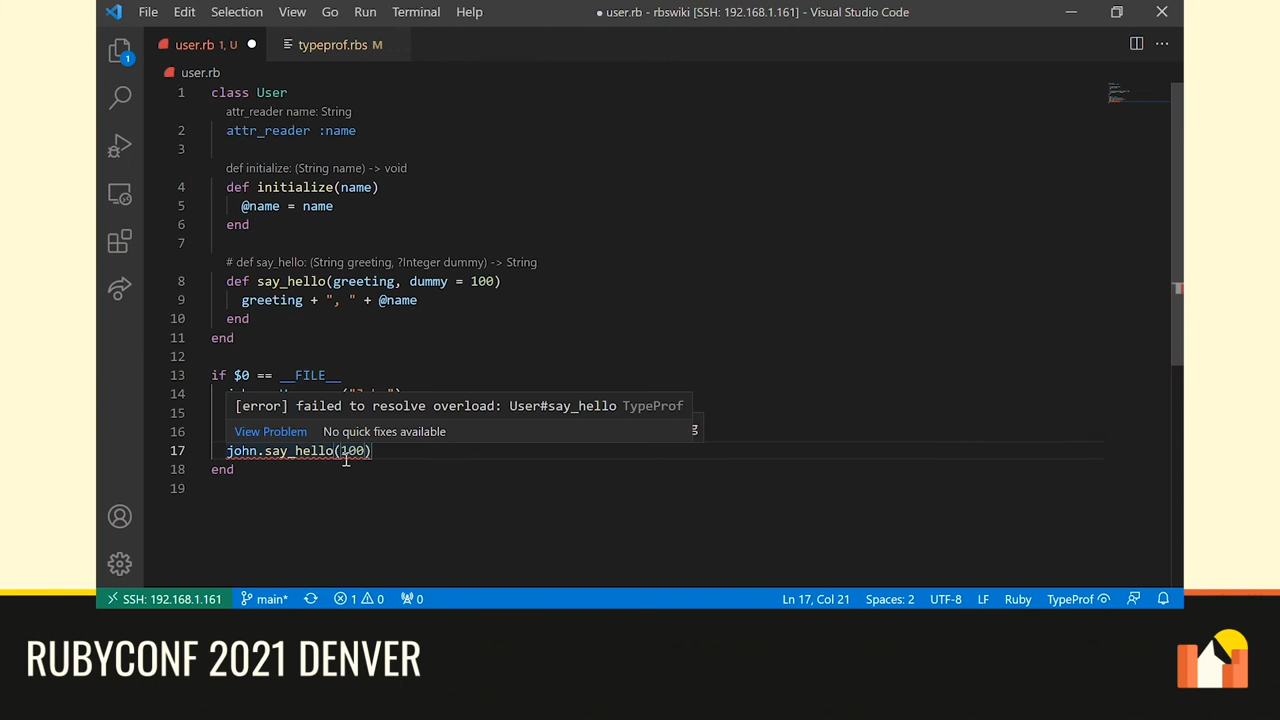 File Edit Selection View Go Run Terminal Help
● user.rb - rbswiki [SSH: 192.168.1.161] - Visual Studio Code
user.rb 1, U ● typeprof.rbs M
user.rb
1 class User
attr_reader name: String
2 attr_reader :name
3
def initialize: (String name) -> void
4 def initialize(name)
5 @name = name
6 end
7
# def say_hello: (String greeting, ?Integer dummy) -> String
8 def say_hello(greeting, dummy = 100)
9 greeting + ", " + @name
10 end
11 end
12
13 if $0 == __FILE__
14
[error] failed to resolve overload: User#say_hello TypeProf
15
View Problem No quick fixes available
16
17 john.say_hello(100)
18 end
19
1
SSH: 192.168.1.161 main* 1 0 0 Ln 17, Col 21 Spaces: 2 UTF-8 LF Ruby TypeProf
RUBYCONF 2021 DENVER